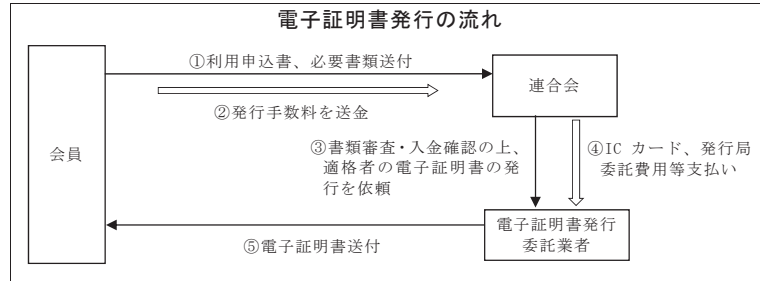 電子証明書発行の流れ
①利用申込書、必要書類送付
連合会
②発行手数料を送金
会員
③書類審査・入金確認の上、
適格者の電子証明書の発
行を依頼
④IC カード、発行局
委託費用等支払い
電子証明書発行
委託業者
⑤電子証明書送付